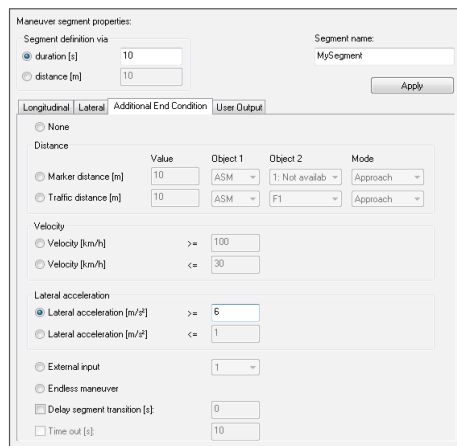 Maneuver segment properties:
Segment definition via
duration [s] 10
distance [m] 10
Segment name:
MySegment
Apply
Longitudinal Lateral Additional End Condition User Output
None
Distance
Value Object 1 Object 2 Mode
Marker distance [m] 10 ASM 1: Not availab Approach
Traffic distance [m] 10 ASM F1 Approach
Velocity
Velocity [km/h] >= 100
Velocity [km/h] <= 30
Lateral acceleration
Lateral acceleration [m/s²] >= 6
Lateral acceleration [m/s²] <= 1
External input 1
Endless maneuver
Delay segment transition [s]: 0
Time out [s]: 10